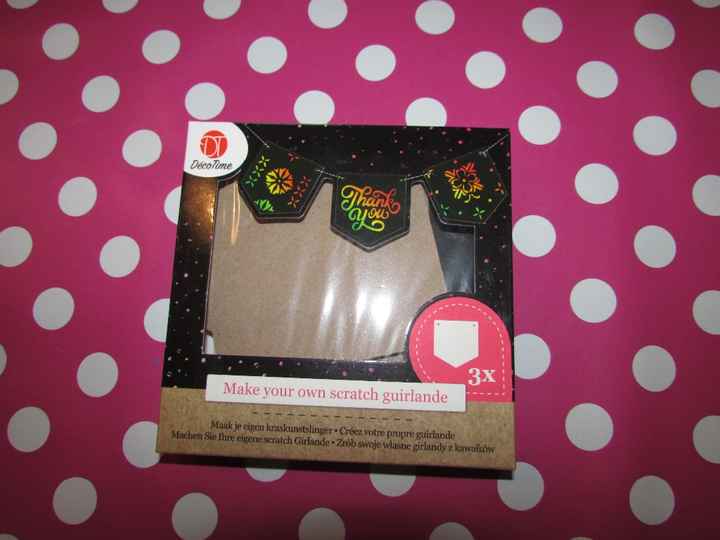 DT
DécoTime
Thank
You
3x
Make your own scratch guirlande
Maak je eigen kraskunstslinger • Créez votre propre guirlande
Machen Sie Ihre eigene scratch Girlande • Zrób swoje własne girlandy z kawałków